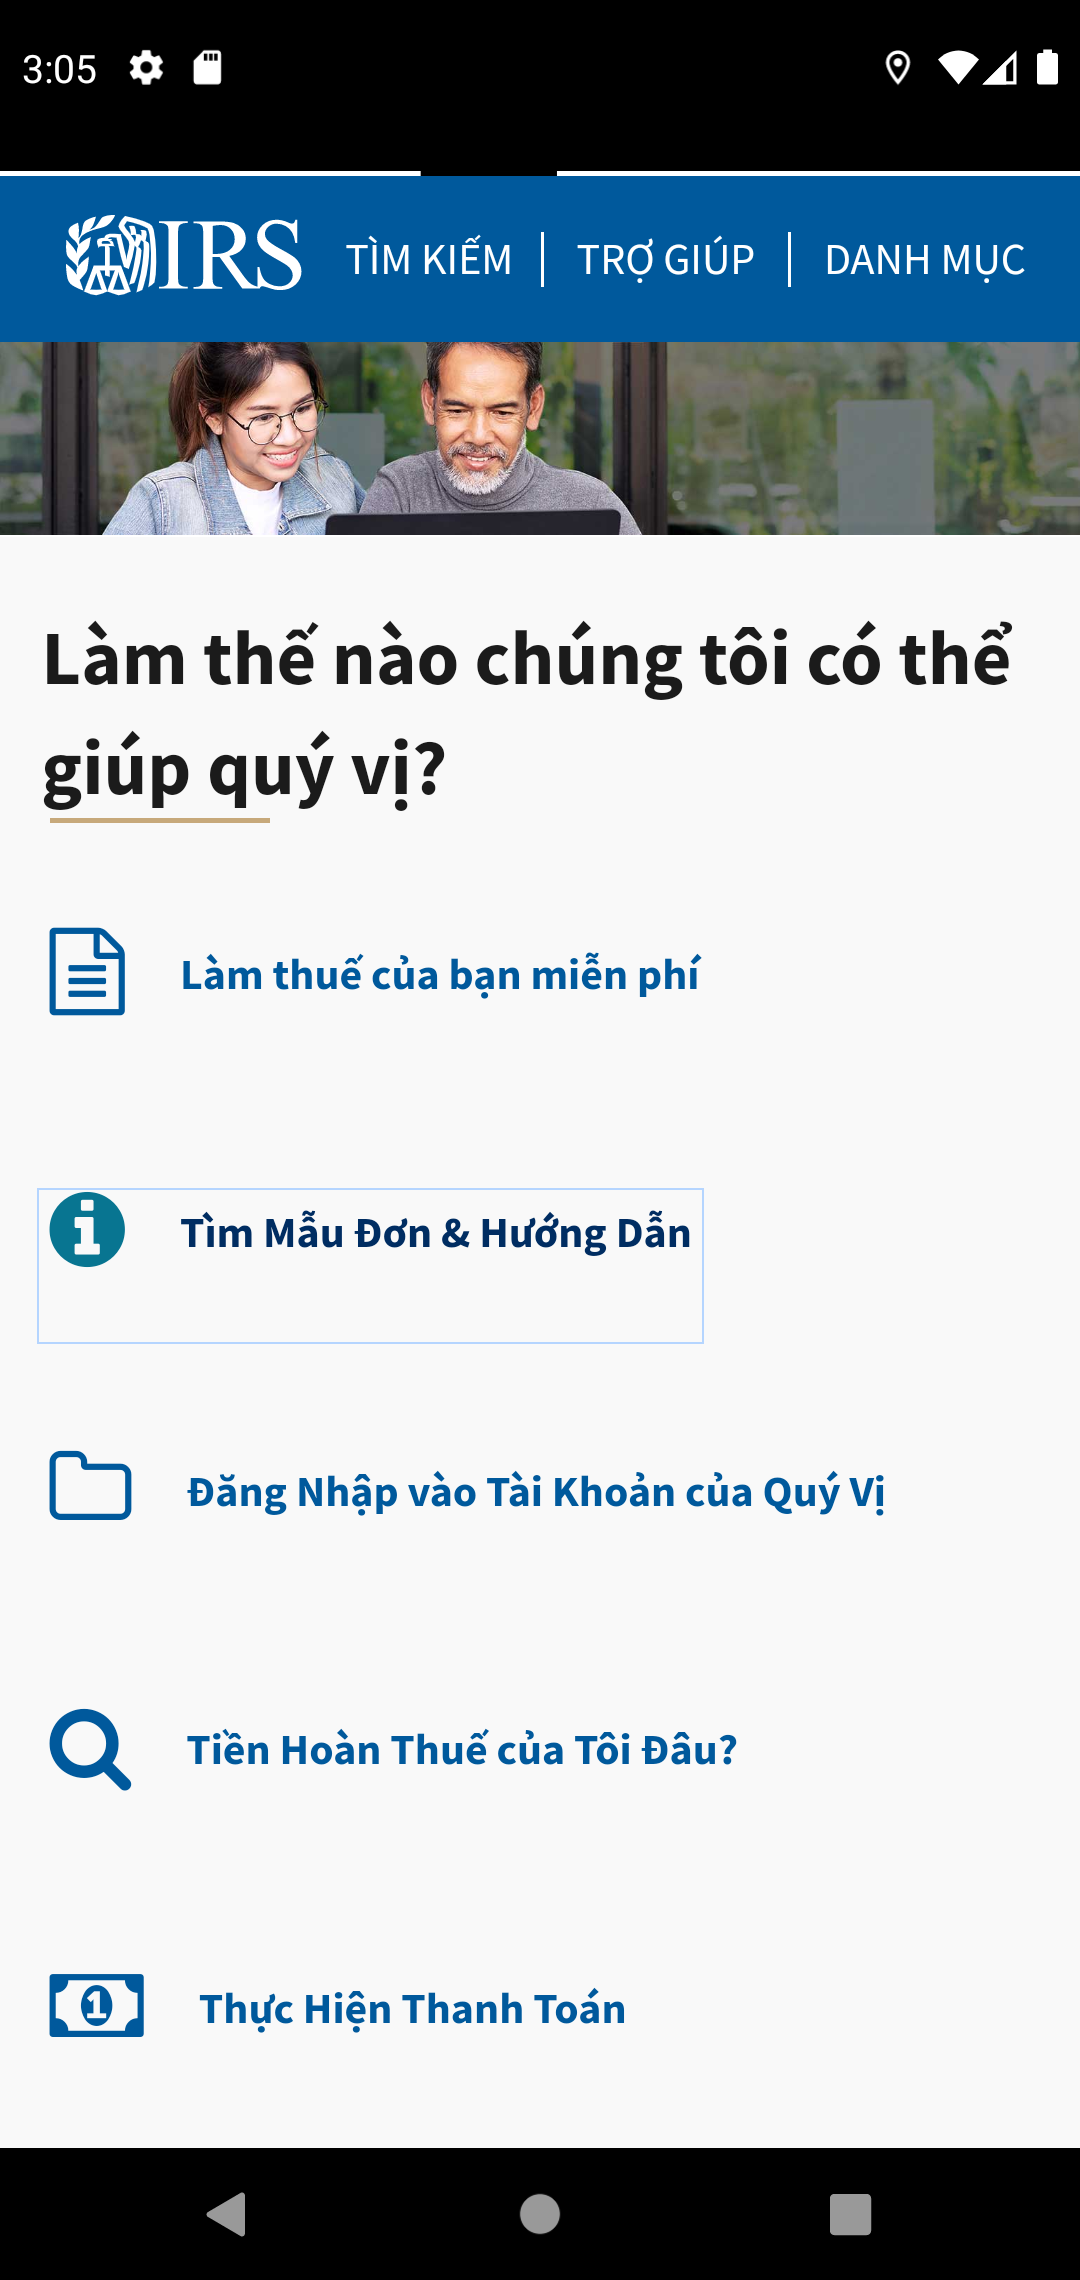 3:05
IRS
TÌM KIẾM
TRỢ GIÚP
DANH MỤC
Làm thế nào chúng tôi có thể
giúp quý vị?
Làm thuế của bạn miễn phí
Tìm Mẫu Đơn & Hướng Dẫn
Đăng Nhập vào Tài Khoản của Quý Vị
Tiền Hoàn Thuế của Tôi Đâu?
1
Thực Hiện Thanh Toán